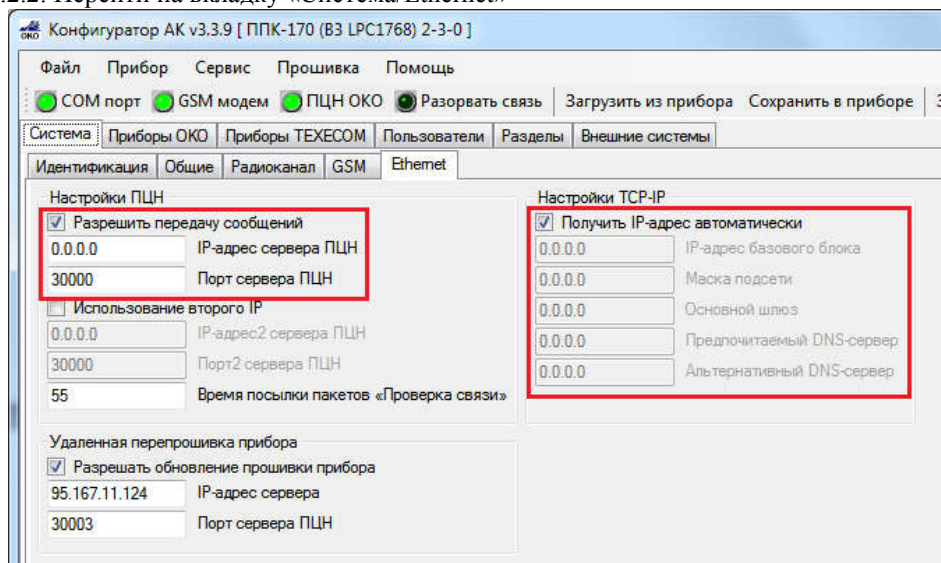 .2.2. Перейти на вкладку «Система/Ethernet»
Конфигуратор АК v3.3.9 [ ППК-170 (В3 LPC1768) 2-3-0 ]
Файл Прибор Сервис Прошивка Помощь
COM порт GSM модем ПЦН ОКО Разорвать связь Загрузить из прибора Сохранить в приборе
Система Приборы ОКО Приборы TEXECOM Пользователи Разделы Внешние системы
Идентификация Общие Радиоканал GSM Ethernet
Настройки ПЦН
Разрешить передачу сообщений
0.0.0.0 IP-адрес сервера ПЦН
30000 Порт сервера ПЦН
Использование второго IP
0.0.0.0 IP-адрес2 сервера ПЦН
30000 Порт2 сервера ПЦН
55 Время посылки пакетов «Проверка связи»
Настройки TCP-IP
Получить IP-адрес автоматически
0.0.0.0 IP-адрес базового блока
0.0.0.0 Маска подсети
0.0.0.0 Основной шлюз
0.0.0.0 Предпочитаемый DNS-сервер
0.0.0.0 Альтернативный DNS-сервер
Удаленная перепрошивка прибора
Разрешать обновление прошивки прибора
95.167.11.124 IP-адрес сервера
30003 Порт сервера ПЦН